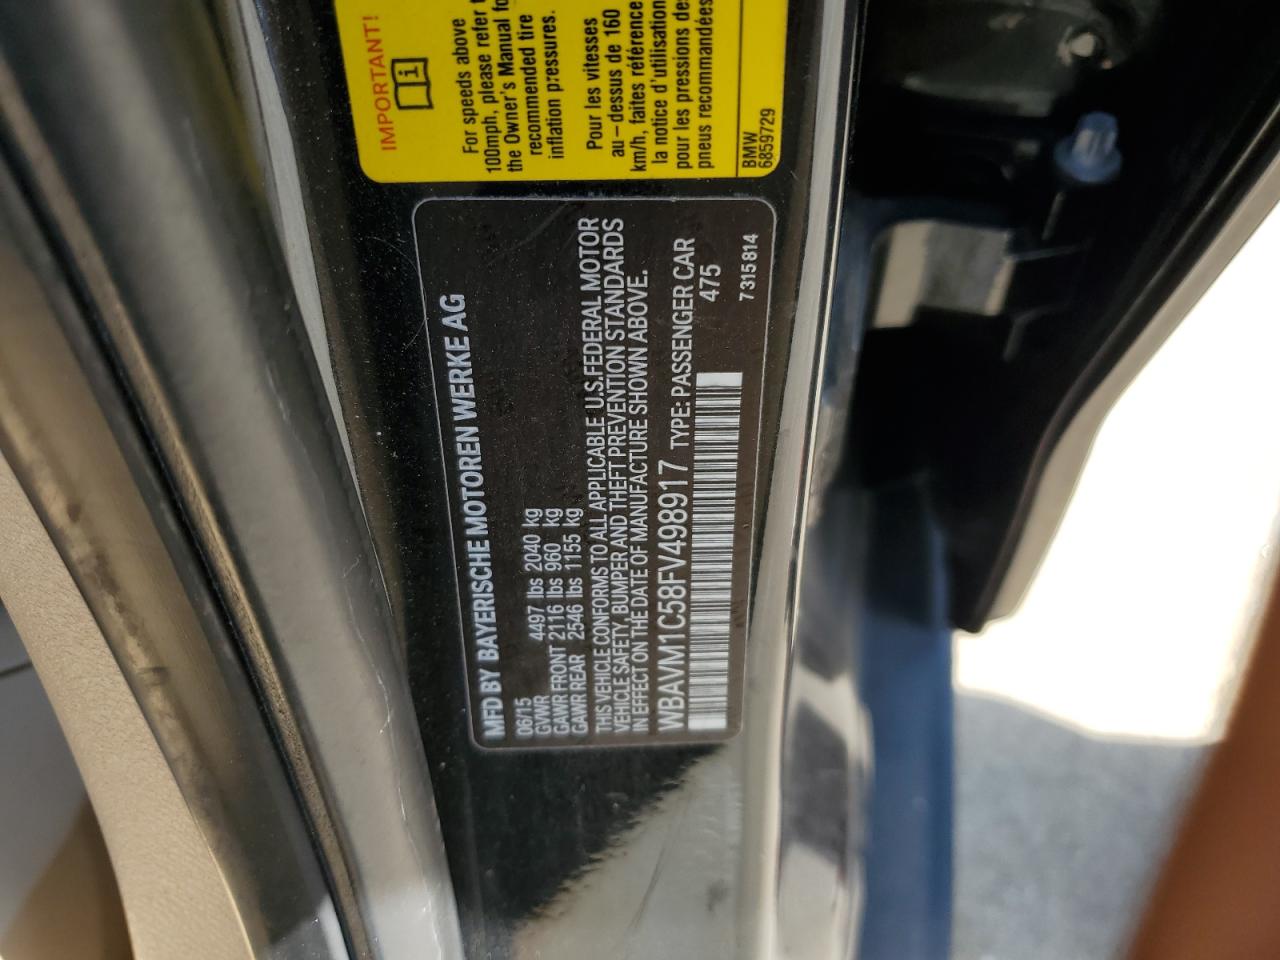 IMPORTANT!
For speeds above
100mph, please refer
the Owner's Manual
recommended tire
inflation pressures.
Pour les vitesses
au-dessus de 160
km/h, faites référence
la notice d'utilisation
pour les pressions
pneus recommandées
BMW
6859729
MFD BY BAYERISCHE MOTOREN WERKE AG
06/15
GVWR 4497 lbs 2040 kg
GAWR FRONT 2116 lbs 960 kg
GAWR REAR 2546 lbs 1155 kg
THIS VEHICLE CONFORMS TO ALL APPLICABLE U.S.FEDERAL MOTOR
VEHICLE SAFETY, BUMPER AND THEFT PREVENTION STANDARDS
IN EFFECT ON THE DATE OF MANUFACTURE SHOWN ABOVE.
WBAVM1C58FV498917 TYPE: PASSENGER CAR
475
7315814